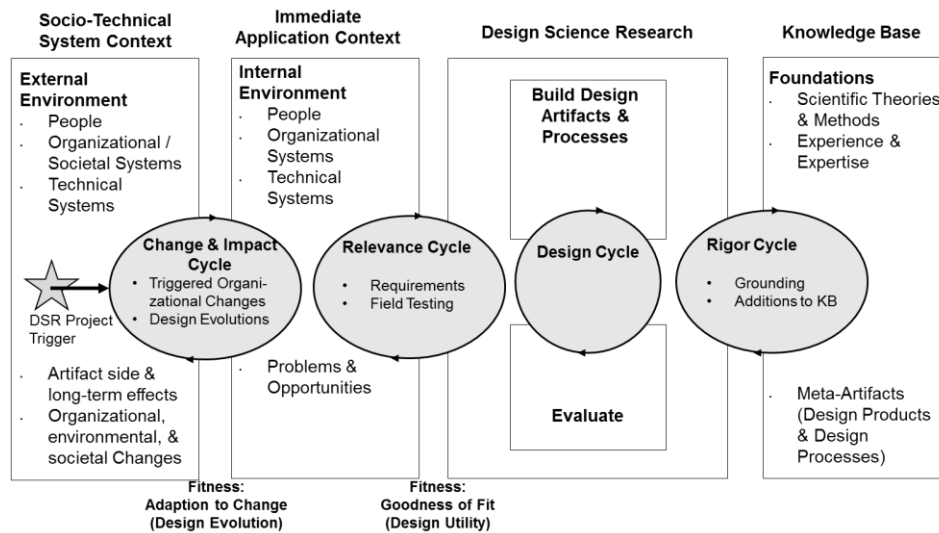 Socio-Technical
System Context
Immediate
Application Context
Design Science Research
Knowledge Base
External
Environment
· People
· Organizational /
Societal Systems
· Technical
Systems
Internal
Environment
· People
· Organizational
Systems
· Technical
Systems
Build Design
Artifacts &
Processes
Foundations
· Scientific Theories
& Methods
· Experience &
Expertise
Change & Impact
Cycle
• Triggered Organi-
zational Changes
• Design Evolutions
Relevance Cycle
• Requirements
• Field Testing
Design Cycle
Rigor Cycle
• Grounding
• Additions to KB
DSR Project
Trigger
· Artifact side &
long-term effects
· Organizational,
environmental, &
societal Changes
· Problems &
Opportunities
Evaluate
· Meta-Artifacts
(Design Products
& Design
Processes)
Fitness:
Adaption to Change
(Design Evolution)
Fitness:
Goodness of Fit
(Design Utility)